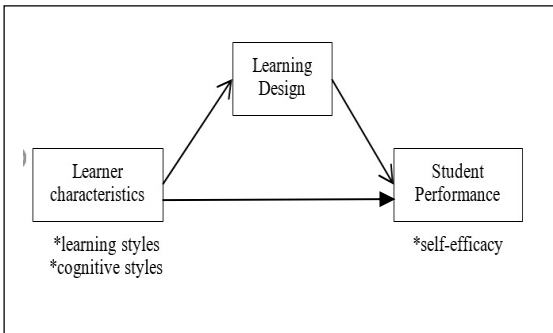 Learning
Design
Learner
characteristics
Student
Performance
*learning styles
*cognitive styles
*self-efficacy